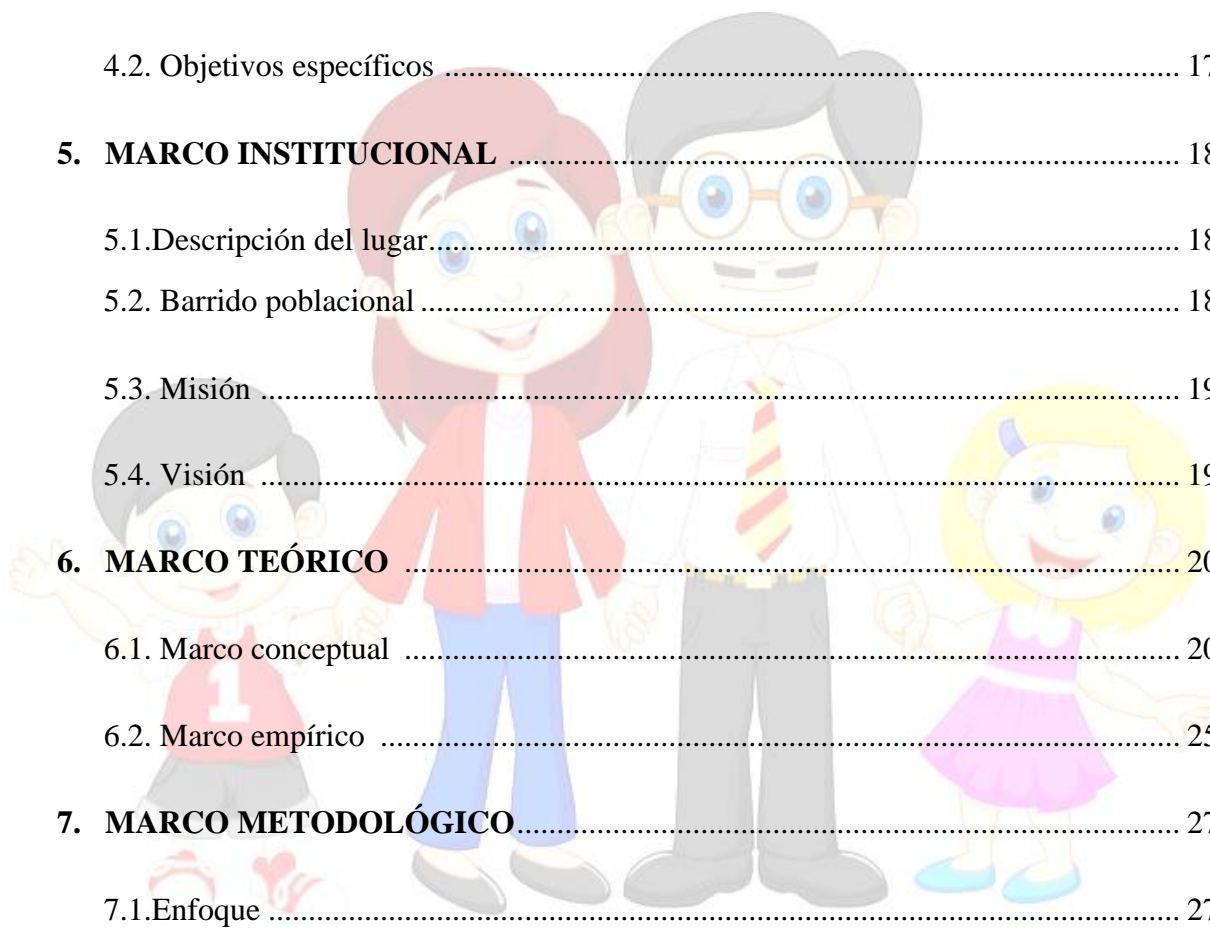 4.2. Objetivos específicos ........................................................................ 17
5. MARCO INSTITUCIONAL .................................................................. 18
5.1.Descripción del lugar.......................................................................... 18
5.2. Barrido poblacional ........................................................................... 18
5.3. Misión ............................................................................................ 19
5.4. Visión ............................................................................................ 19
6. MARCO TEÓRICO ............................................................................ 20
6.1. Marco conceptual ............................................................................. 20
6.2. Marco empírico ................................................................................ 25
7. MARCO METODOLÓGICO................................................................. 27
7.1.Enfoque ........................................................................................... 27
1